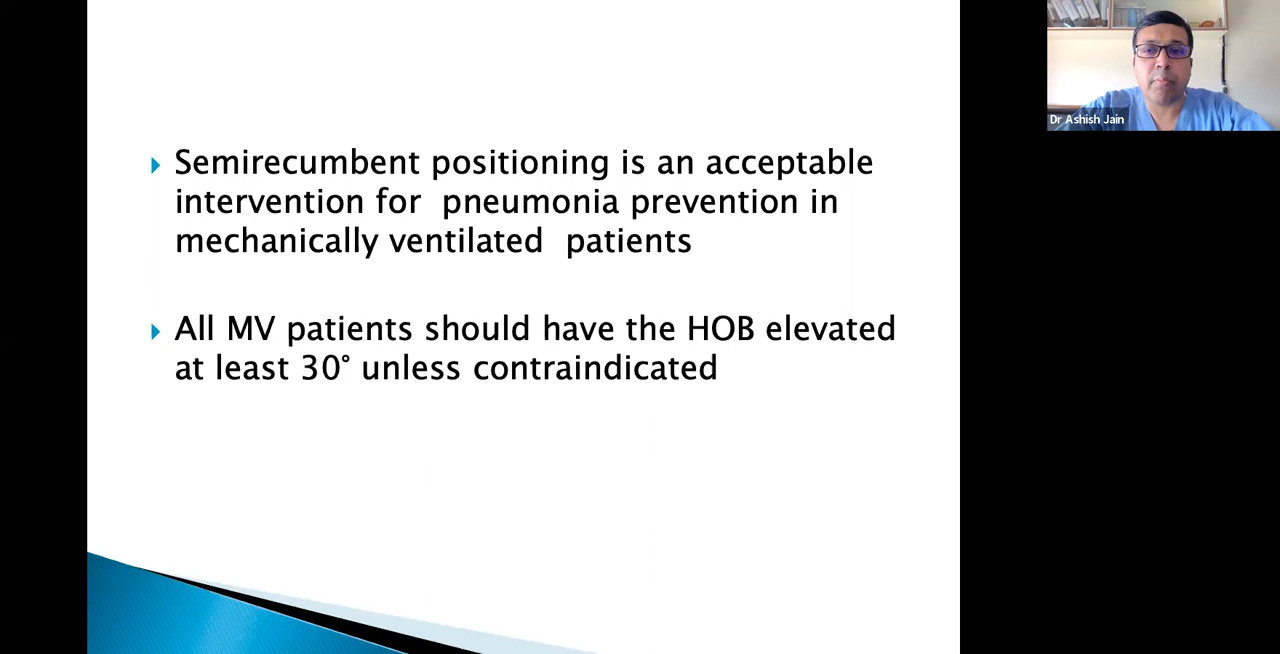 Semirecumbent positioning is an acceptable
intervention for  pneumonia prevention in
mechanically ventilated  patients
All MV patients should have the HOB elevated
at least 30° unless contraindicated
Dr Ashish Jain